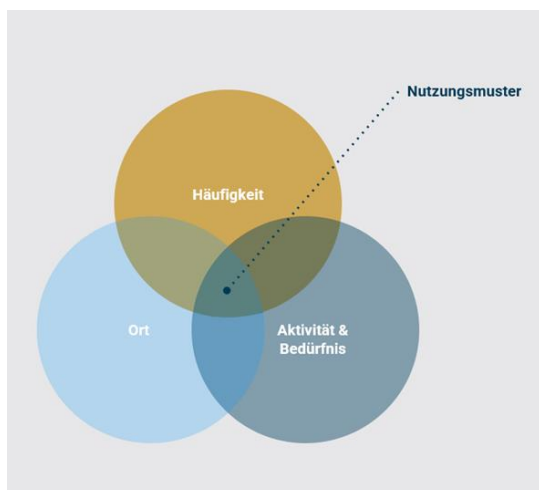 Nutzungsmuster
Häufigkeit
Ort
Aktivität &
Bedürfnis